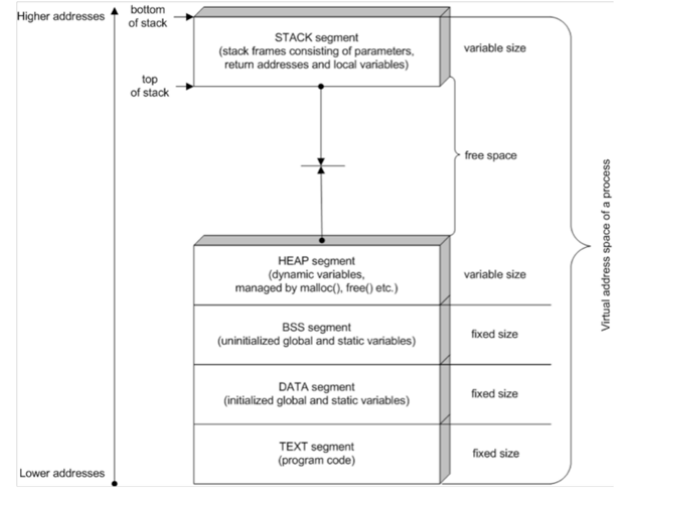 Higher addresses
bottom
of stack
STACK segment
(stack frames consisting of parameters,
return addresses and local variables)
variable size
top
of stack
free space
Virtual address space of a process
HEAP segment
(dynamic variables,
managed by malloc(), free() etc.)
variable size
BSS segment
(uninitialized global and static variables)
fixed size
DATA segment
(initialized global and static variables)
fixed size
TEXT segment
(program code)
fixed size
Lower addresses